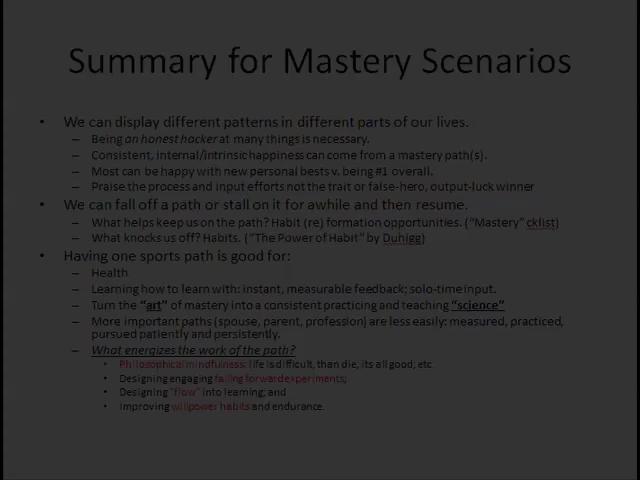 Summary for Mastery Scenarios
• We can display different patterns in different parts of our lives.
– Being an honest hacker at many things is necessary.
– Consistent, internal/intrinsic happiness can come from a mastery path(s).
– Most can be happy with new personal bests v. being #1 overall.
– Praise the process and input efforts not the trait or false-hero, output-luck winner
• We can fall off a path or stall on it for awhile and then resume.
– What helps keep us on the path? Habit (re) formation opportunities. ("Mastery" cklist)
– What knocks us off? Habits. ("The Power of Habit" by Duhigg)
• Having one sports path is good for:
– Health
– Learning how to learn with: instant, measurable feedback; solo-time input.
– Turn the "art" of mastery into a consistent practicing and teaching "science"
– More important paths (spouse, parent, profession) are less easily: measured, practiced,
pursued patiently and persistently.
– What energizes the work of the path?
• Philosophical mindfulness: life is difficult, than die, its all good; etc
• Designing engaging failing forward experiments;
• Designing "flow" into learning; and
• Improving willpower habits and endurance.